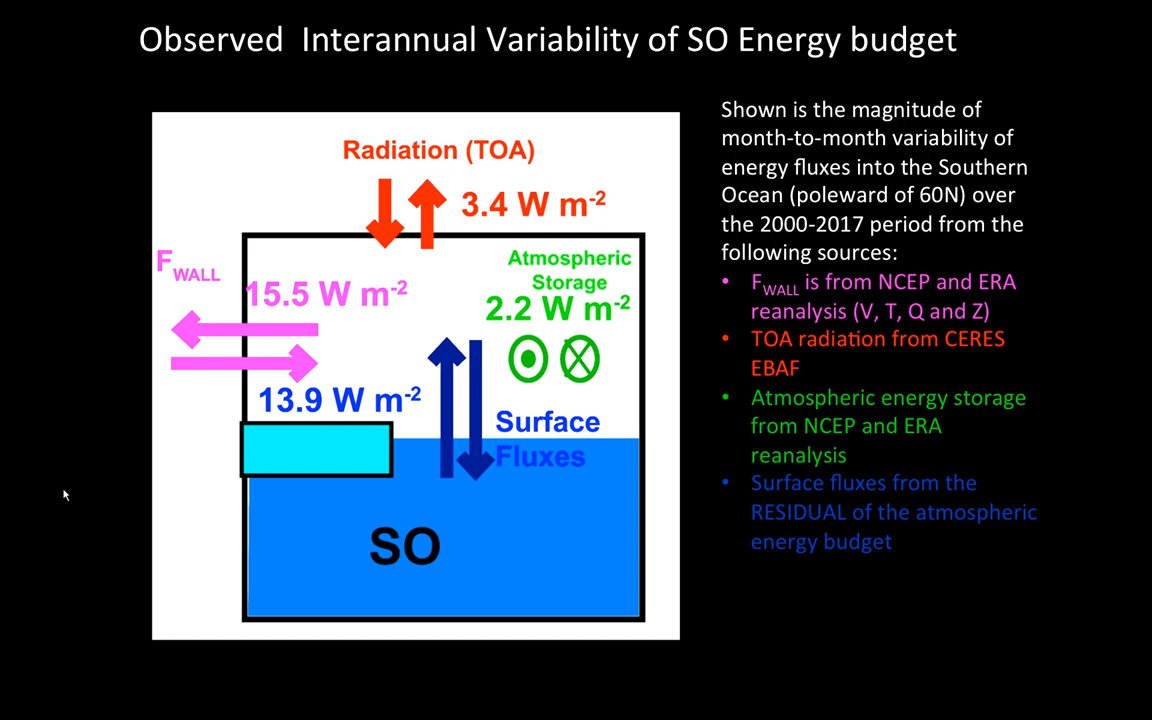 Observed  Interannual Variability of SO Energy budget
Radiation (TOA)
3.4 W m-2
FWALL
15.5 W m-2
Atmospheric
Storage
2.2 W m-2
13.9 W m-2
Surface
Fluxes
SO
Shown is the magnitude of
month-to-month variability of
energy fluxes into the Southern
Ocean (poleward of 60N) over
the 2000-2017 period from the
following sources:
• FWALL is from NCEP and ERA
reanalysis (V, T, Q and Z)
• TOA radiation from CERES
EBAF
• Atmospheric energy storage
from NCEP and ERA
reanalysis
• Surface fluxes from the
RESIDUAL of the atmospheric
energy budget